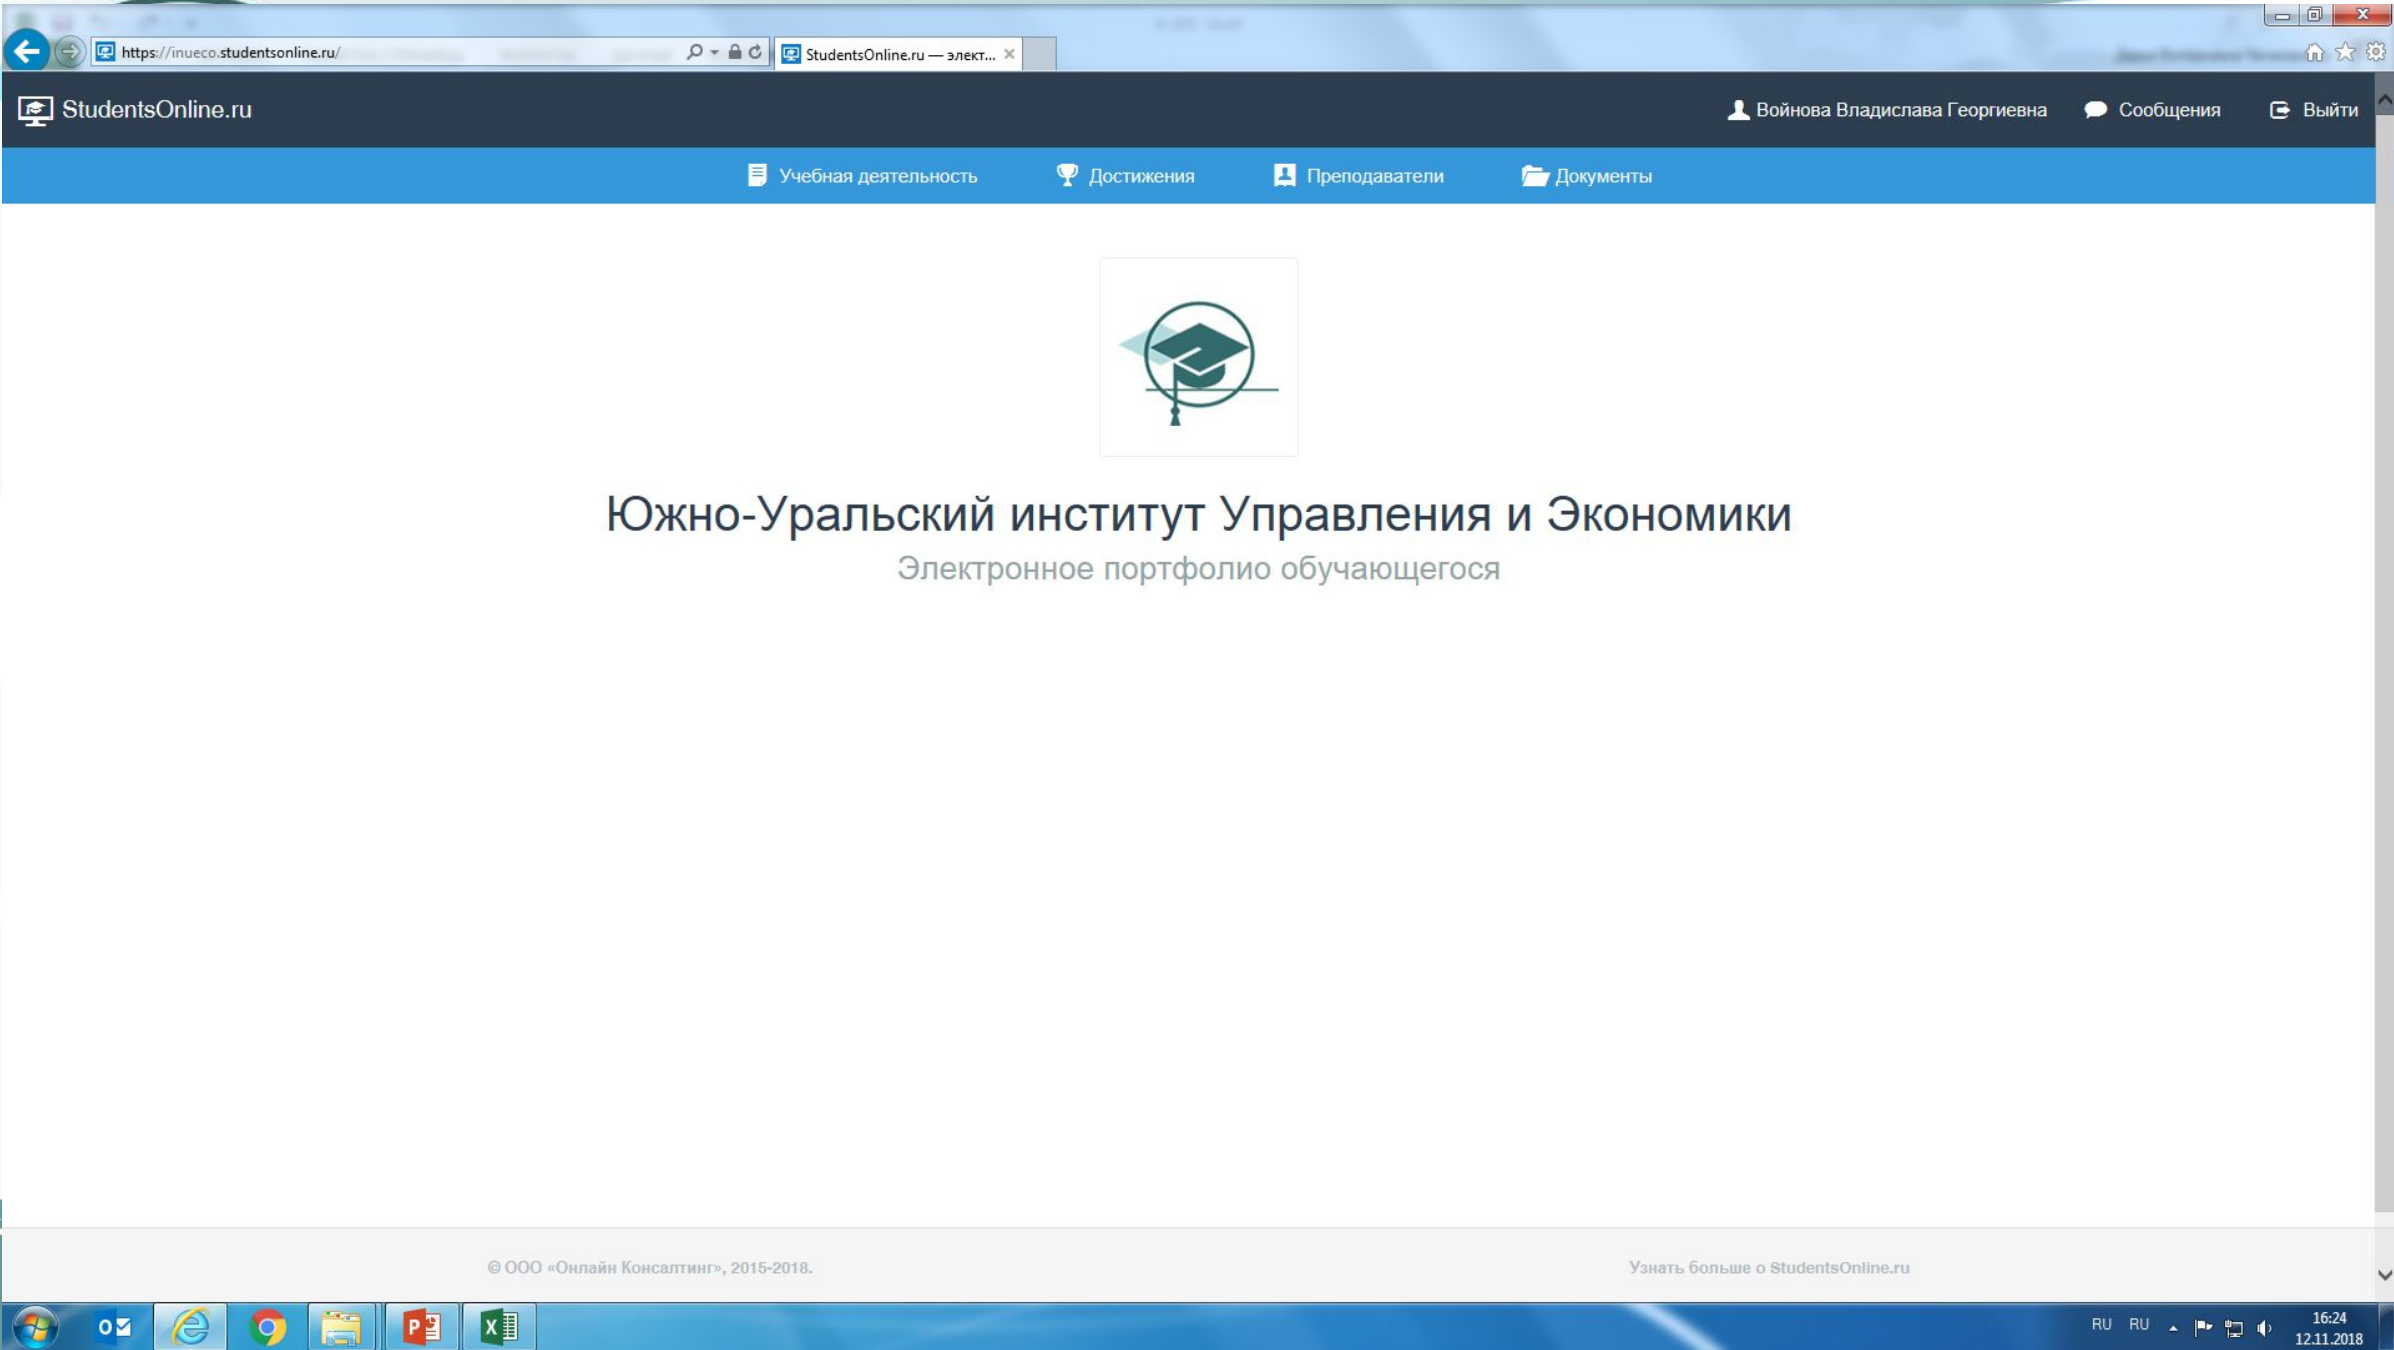 https://inueco.studentsonline.ru/
StudentsOnline.ru — элект...
StudentsOnline.ru
Войнова Владислава Георгиевна
Сообщения
Выйти
Учебная деятельность
Достижения
Преподаватели
Документы
Южно-Уральский институт Управления и Экономики
Электронное портфолио обучающегося
© ООО «Онлайн Консалтинг», 2015-2018.
Узнать больше о StudentsOnline.ru
RU RU
16:24
12.11.2018